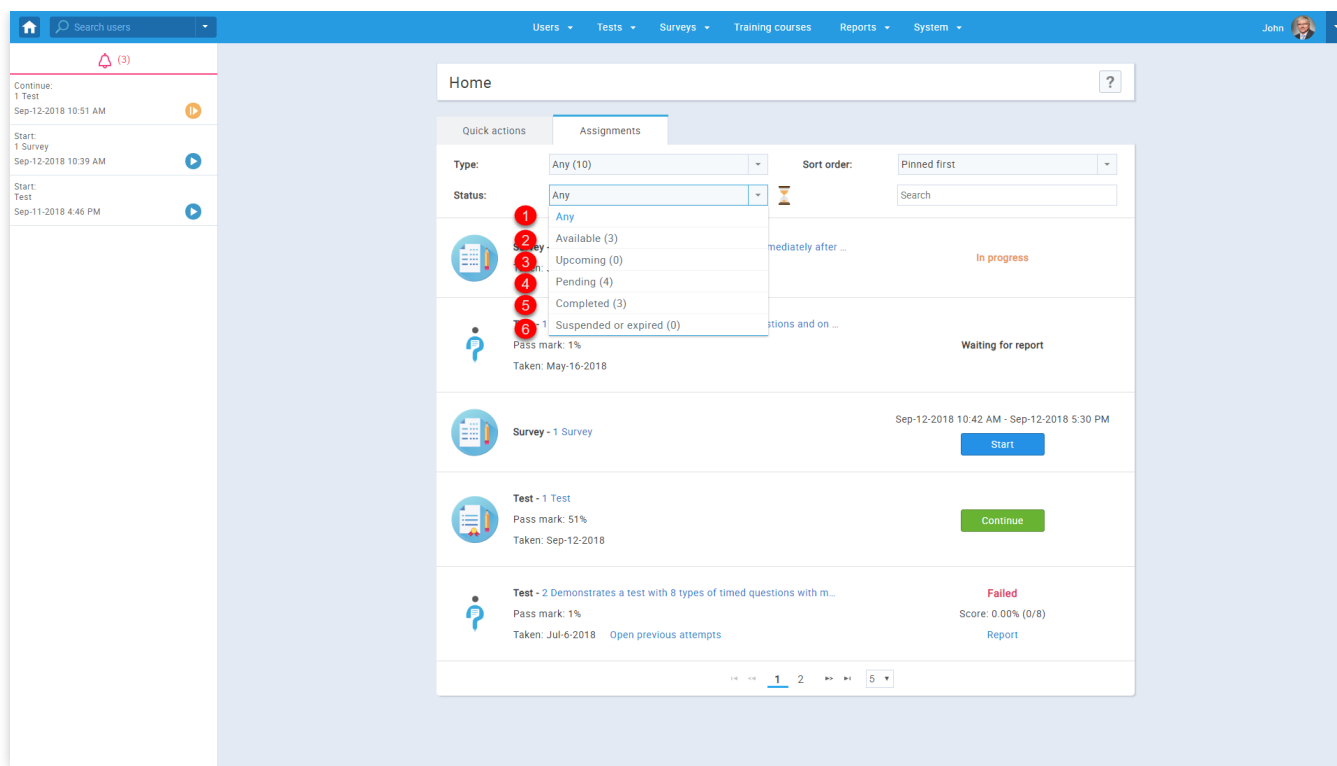 Search users
Users
Tests
Surveys
Training courses
Reports
System
John
(3)
Continue:
1 Test
Sep-12-2018 10:51 AM
Start:
1 Survey
Sep-12-2018 10:39 AM
Start:
Test
Sep-11-2018 4:46 PM
Home
?
Quick actions
Assignments
Type:
Any (10)
Sort order:
Pinned first
Status:
Any
Search
1 Any
2 Available (3)
3 Upcoming (0)
4 Pending (4)
5 Completed (3)
6 Suspended or expired (0)
mediately after ...
In progress
stions and on ...
Pass mark: 1%
Taken: May-16-2018
Waiting for report
Survey - 1 Survey
Sep-12-2018 10:42 AM - Sep-12-2018 5:30 PM
Start
Test - 1 Test
Pass mark: 51%
Taken: Sep-12-2018
Continue
Test - 2 Demonstrates a test with 8 types of timed questions with m...
Pass mark: 1%
Taken: Jul-6-2018 Open previous attempts
Failed
Score: 0.00% (0/8)
Report
1 2 5